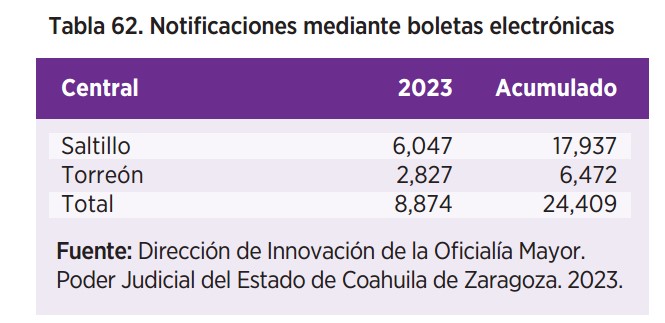 Tabla 62. Notificaciones mediante boletas electrónicas
Central 2023 Acumulado
Saltillo 6,047 17,937
Torreón 2,827 6,472
Total 8,874 24,409
Fuente: Dirección de Innovación de la Oficialía Mayor.
Poder Judicial del Estado de Coahuila de Zaragoza. 2023.